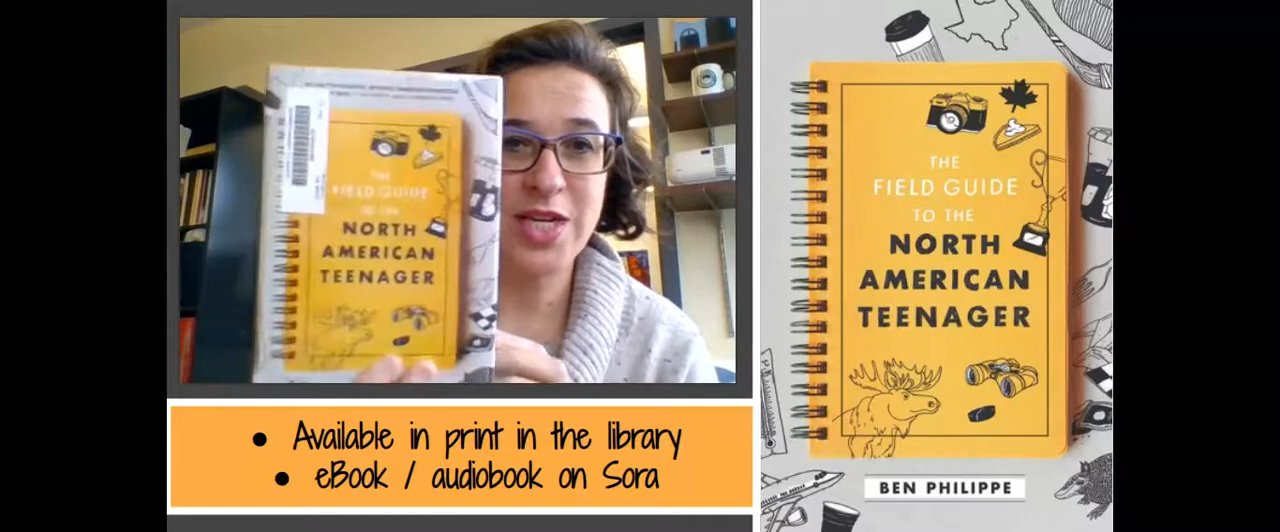 THE
FIELD GUIDE
TO THE
NORTH
AMERICAN
TEENAGER
● Available in print in the library
● eBook / audiobook on Sora
THE
FIELD GUIDE
TO THE
NORTH
AMERICAN
TEENAGER
BEN PHILIPPE